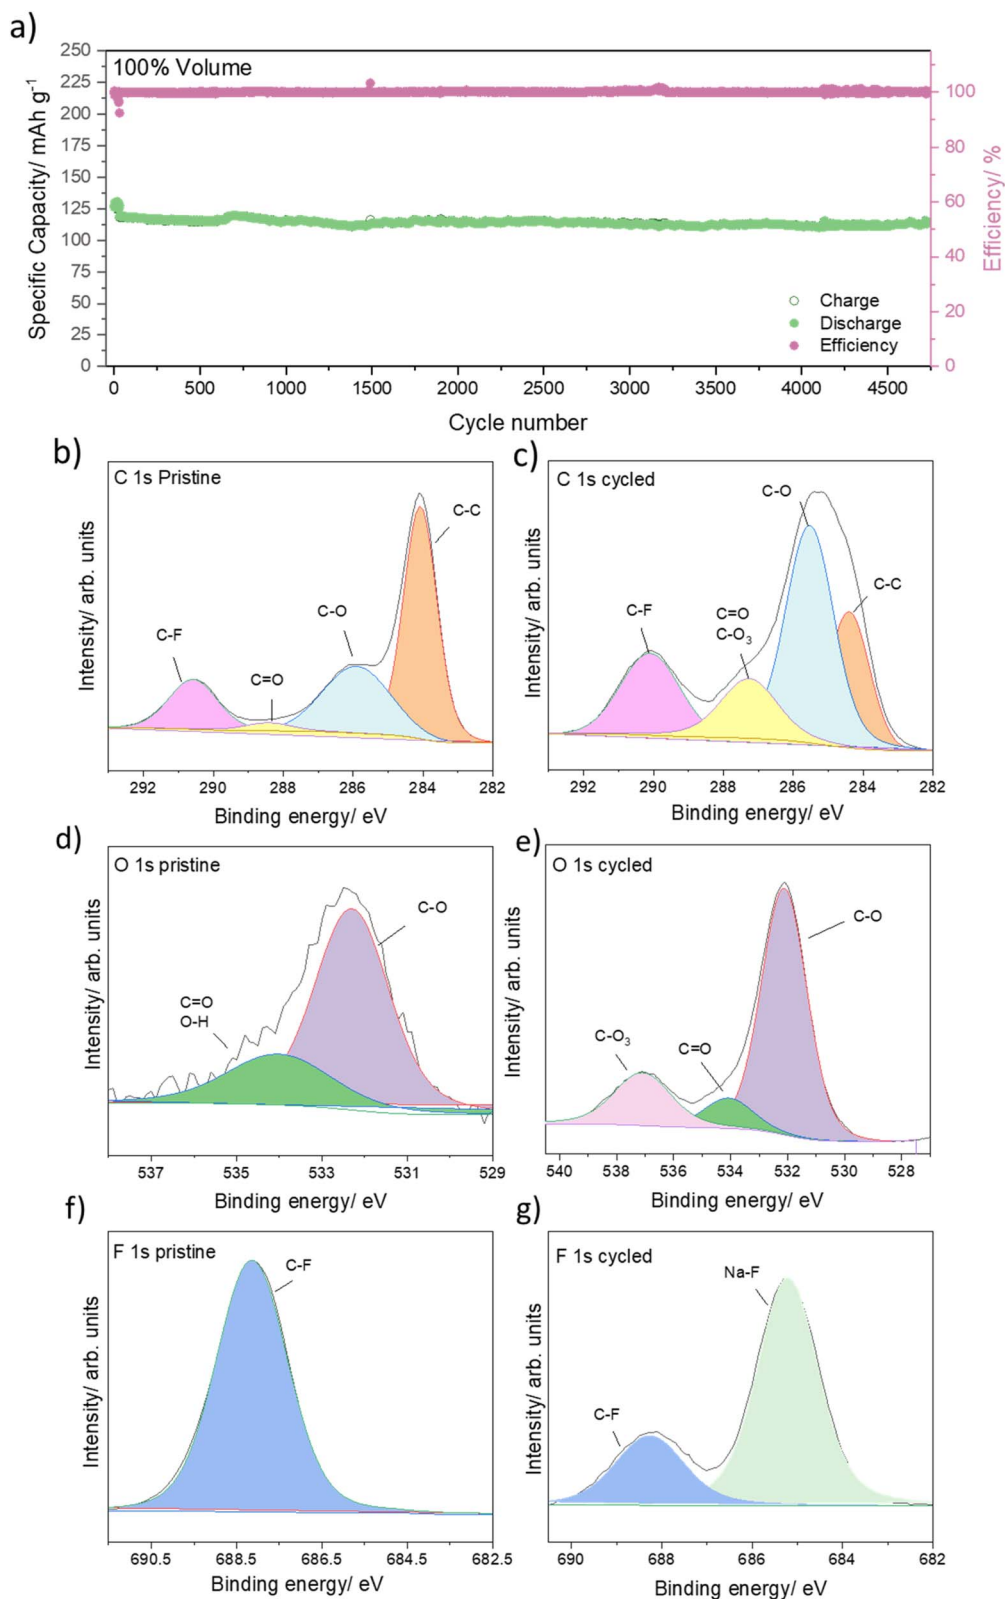 a)
100% Volume
250
225
200
175
150
125
100
75
50
25
0
Specific Capacity/ mAh g⁻¹
100
80
60
40
20
0
Efficiency/ %
Charge
Discharge
Efficiency
0 500 1000 1500 2000 2500 3000 3500 4000 4500
Cycle number
b)
C 1s Pristine
C-C
C-O
C-F
C=O
Intensity/ arb. units
292 290 288 286 284 282
Binding energy/ eV
c)
C 1s cycled
C-O
C-C
C=O
C-O₃
C-F
Intensity/ arb. units
292 290 288 286 284 282
Binding energy/ eV
d)
O 1s pristine
C-O
C=O
O-H
Intensity/ arb. units
537 535 533 531 529
Binding energy/ eV
e)
O 1s cycled
C-O
C-O₃
C=O
Intensity/ arb. units
540 538 536 534 532 530 528
Binding energy/ eV
f)
F 1s pristine
C-F
Intensity/ arb. units
690.5 688.5 686.5 684.5 682.5
Binding energy/ eV
g)
F 1s cycled
Na-F
C-F
Intensity/ arb. units
690 688 686 684 682
Binding energy/ eV